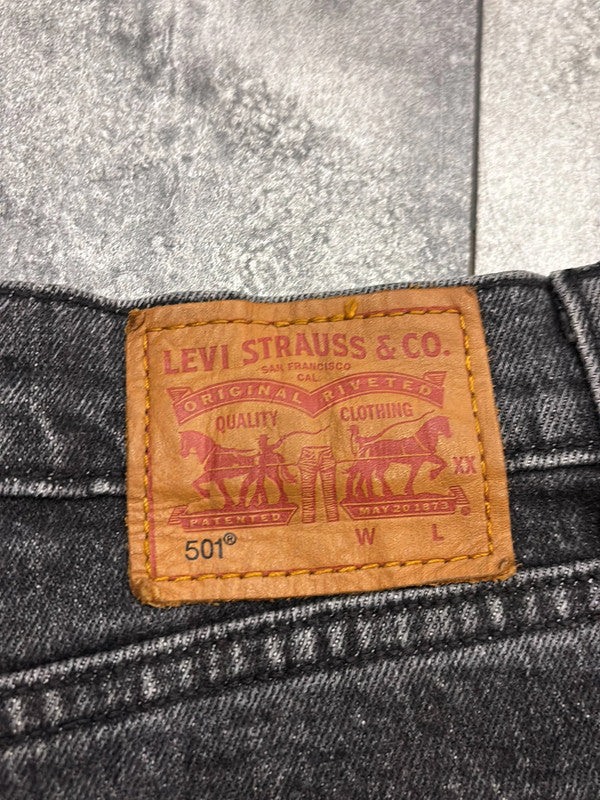 LEVI STRAUSS & CO.
SAN FRANCISCO
CAL
ORIGINAL RIVETED
QUALITY CLOTHING
XX
PATENTED MAY 20 1873
501® W L